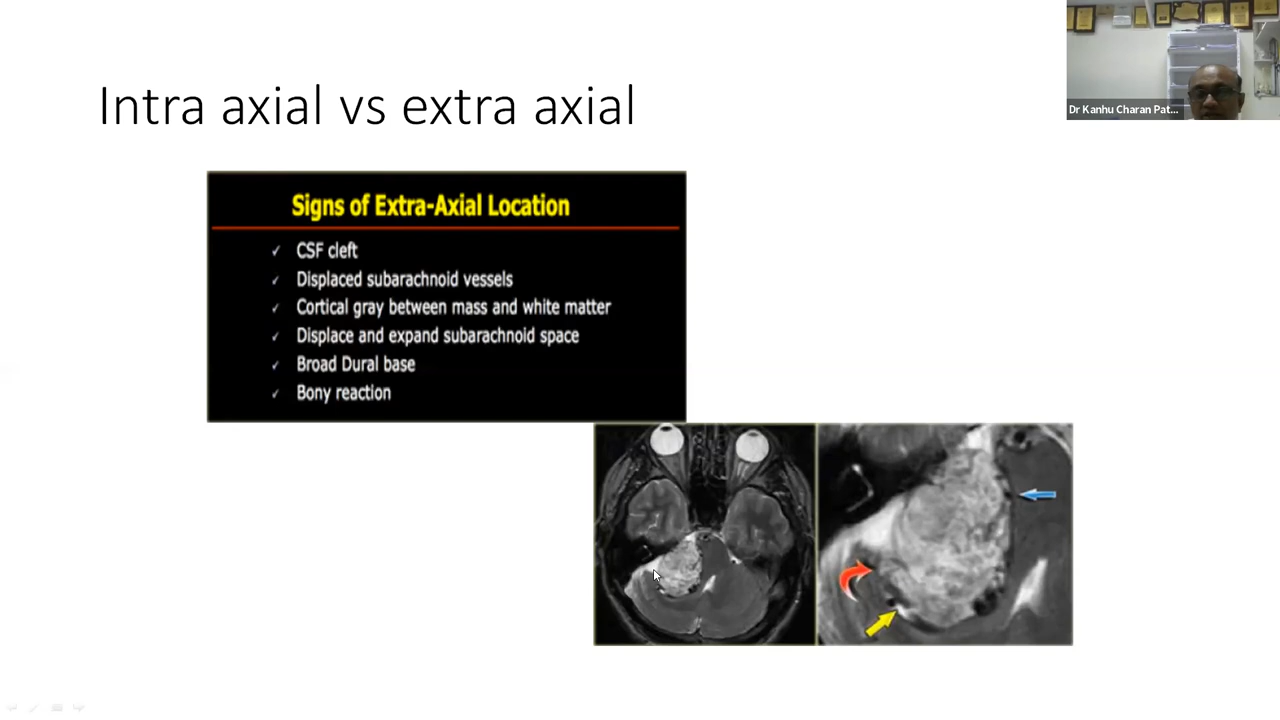 Dr Kanhu Charan Pat...
Intra axial vs extra axial
Signs of Extra-Axial Location
✓ CSF cleft
✓ Displaced subarachnoid vessels
✓ Cortical gray between mass and white matter
✓ Displace and expand subarachnoid space
✓ Broad Dural base
✓ Bony reaction